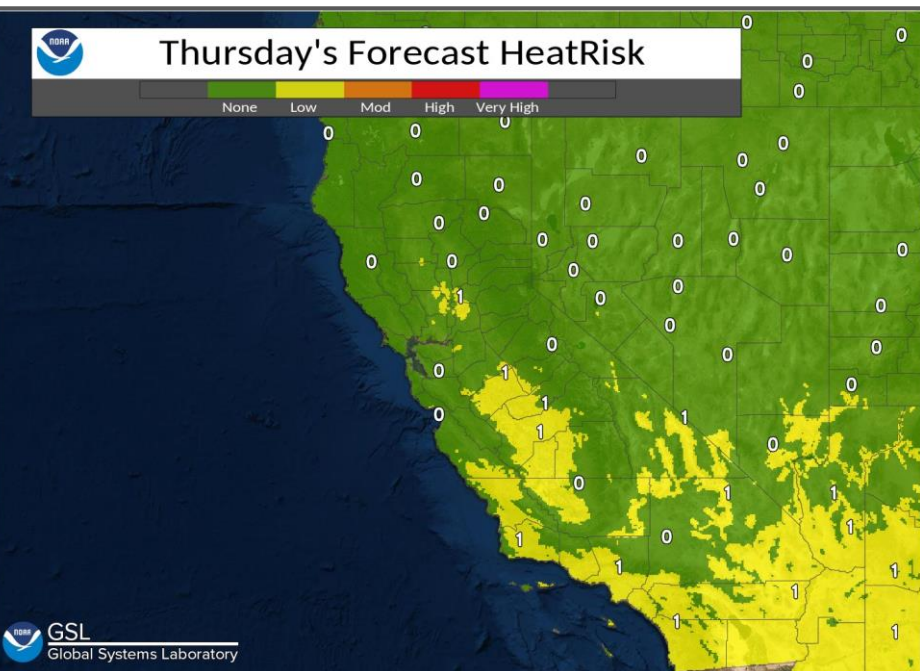 NOAA
Thursday's Forecast HeatRisk
None Low Mod High Very High
0 0
0
0
0 0 0
0 0 0
0 0 0
0 0
0 0
0 0 0 0 0
0 0 0 0
0 0
1 0 0
0
0 0
0
0 1 0
1
0 1
1 0
0 1 1
1
1 0
1 1
1
1 1
NOAA
GSL
Global Systems Laboratory